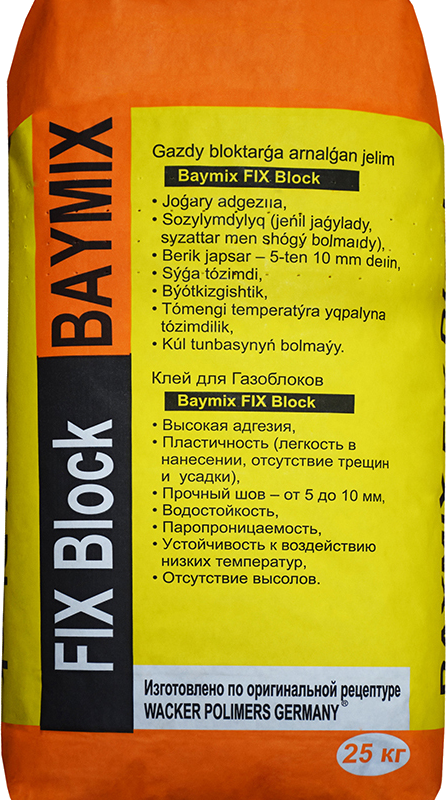 BAYMIX
FIX Block
Gazdy bloktarǵa arnalǵan jelim
Baymix FIX Block
• Joǵary adgezııa,
• Sozylymdylyq (jeńil jaǵylady,
syzattar men shógý bolmaıdy),
• Berik japsar – 5-ten 10 mm deıin,
• Sýǵa tózimdi,
• Býótkizgishtik,
• Tómengi temperatýra yqpalyna
tózimdilik,
• Kúl tunbasynyń bolmaýy.
Клей для Газоблоков
Baymix FIX Block
• Высокая адгезия,
• Пластичность (легкость в
нанесении, отсутствие трещин
и усадки),
• Прочный шов – от 5 до 10 мм,
• Водостойкость,
• Паропроницаемость,
• Устойчивость к воздействию
низких температур,
• Отсутствие высолов.
Изготовлено по оригинальной рецептуре
WACKER POLIMERS GERMANY®
25 кг